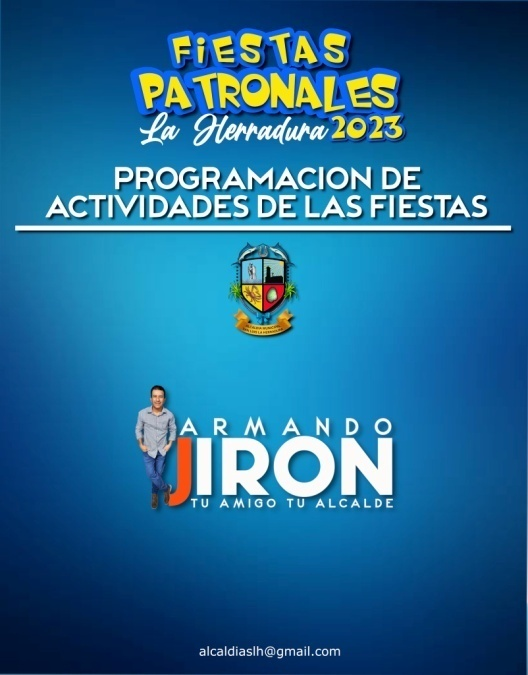 FiESTAS
PATRONALES
La Herradura 2023
PROGRAMACION DE
ACTIVIDADES DE LAS FIESTAS
ARMANDO
JIRON
TU AMIGO TU ALCALDE
alcaldiaslh@gmail.com